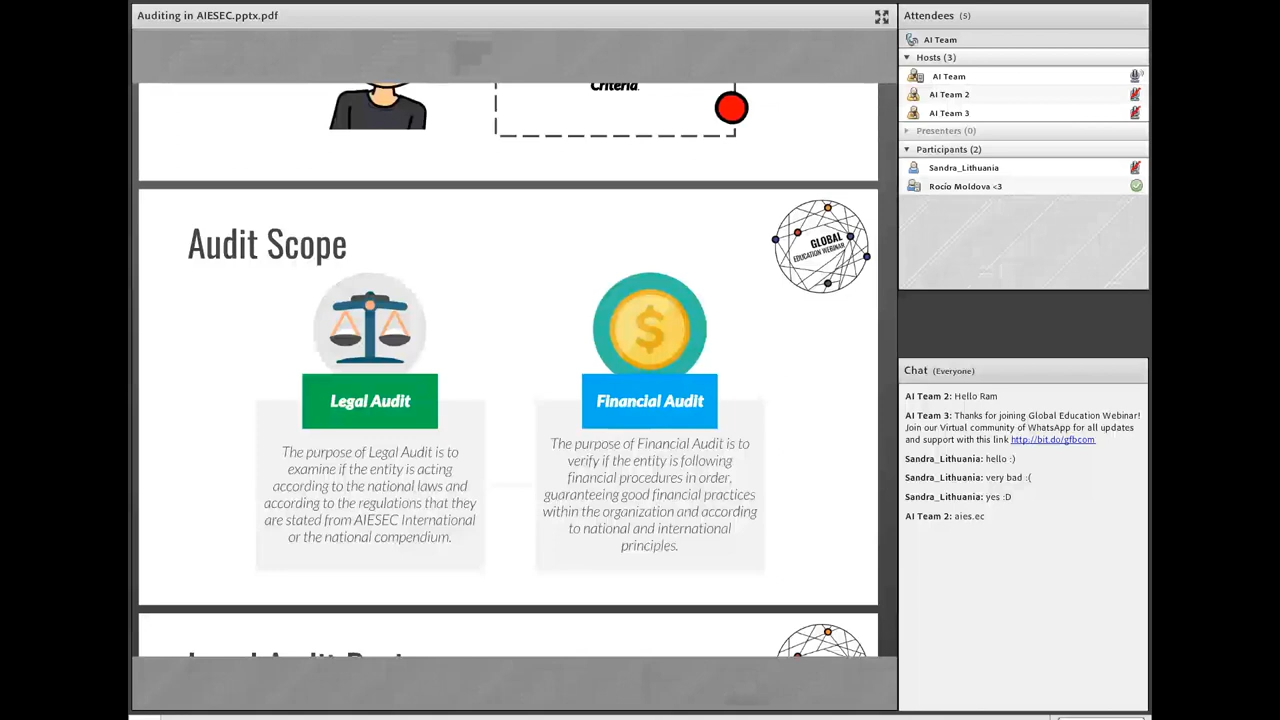 Auditing in AIESEC.pptx.pdf
Criteria.
Audit Scope
GLOBAL
EDUCATION WEBINAR
Legal Audit
The purpose of Legal Audit is to
examine if the entity is acting
according to the national laws and
according to the regulations that they
are stated from AIESEC International
or the national compendium.
Financial Audit
The purpose of Financial Audit is to
verify if the entity is following
financial procedures in order,
guaranteeing good financial practices
within the organization and according
to national and international
principles.
Attendees (5)
AI Team
Hosts (3)
AI Team
AI Team 2
AI Team 3
Presenters (0)
Participants (2)
Sandra_Lithuania
Rocío Moldova <3
Chat (Everyone)
AI Team 2: Hello Ram
AI Team 3: Thanks for joining Global Education Webinar!
Join our Virtual community of WhatsApp for all updates
and support with this link http://bit.do/gfbcom
Sandra_Lithuania: hello :)
Sandra_Lithuania: very bad :(
Sandra_Lithuania: yes :D
AI Team 2: aies.ec